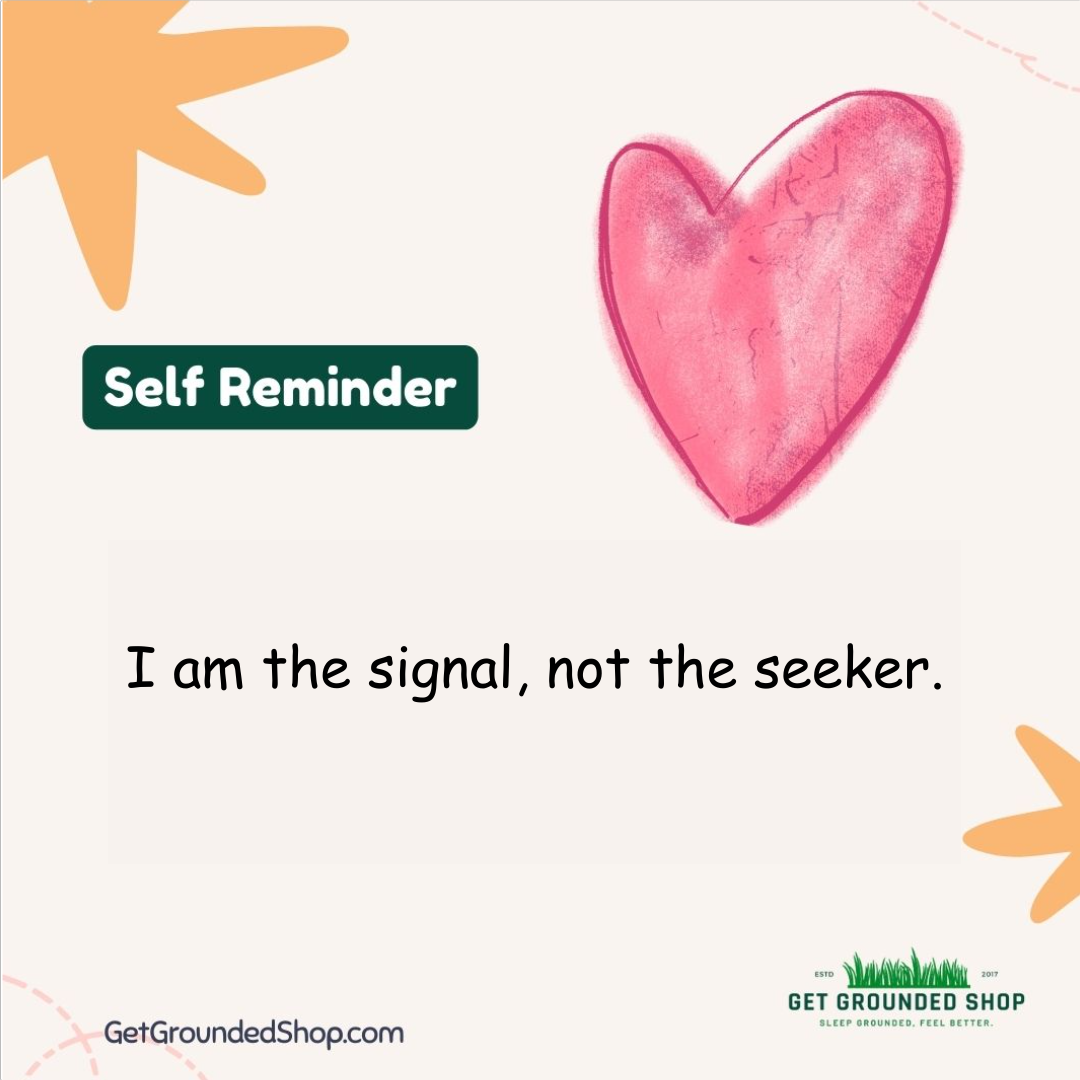 Self Reminder
I am the signal, not the seeker.
ESTD 2017
GET GROUNDED SHOP
SLEEP GROUNDED, FEEL BETTER.
GetGroundedShop.com